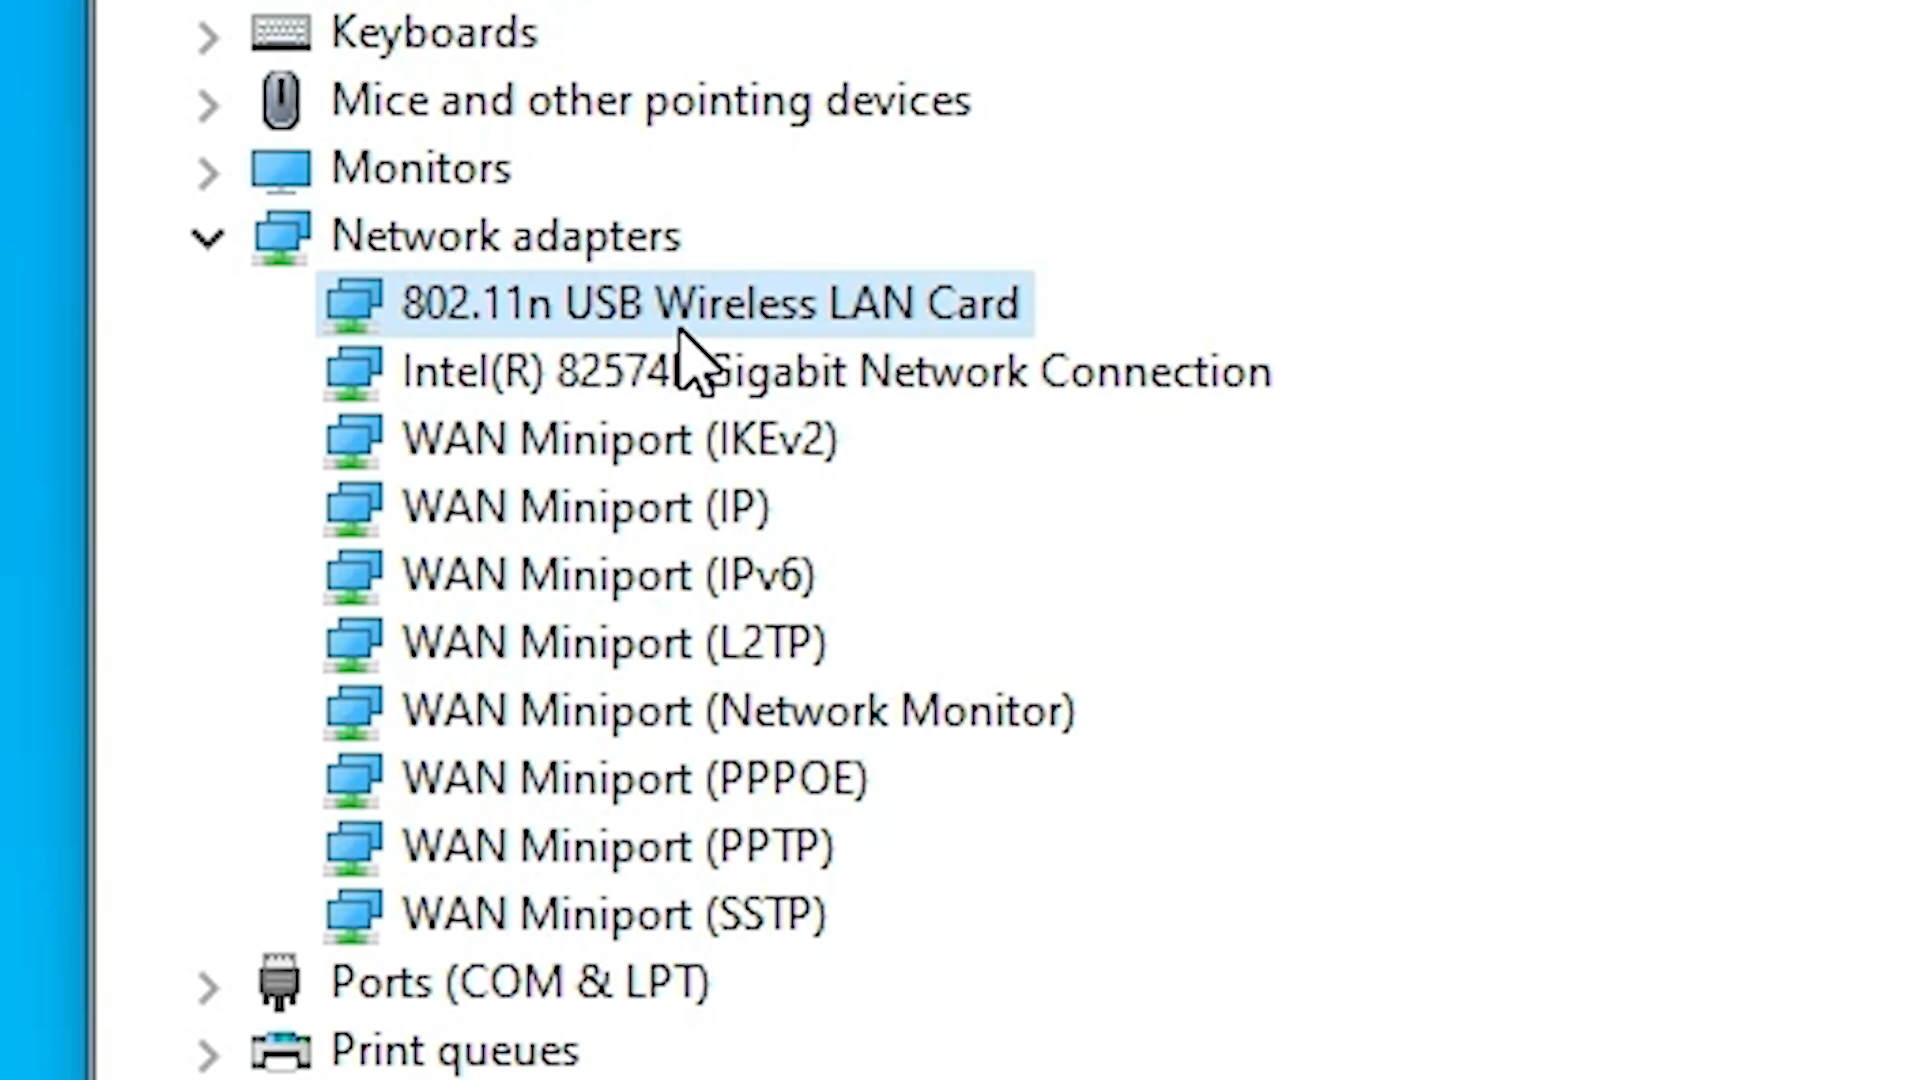 Keyboards
Mice and other pointing devices
Monitors
Network adapters
802.11n USB Wireless LAN Card
Intel(R) Gigabit Network Connection
WAN Miniport (IKEv2)
WAN Miniport (IP)
WAN Miniport (IPv6)
WAN Miniport (L2TP)
WAN Miniport (Network Monitor)
WAN Miniport (PPPOE)
WAN Miniport (PPTP)
WAN Miniport (SSTP)
Ports (COM & LPT)
Print queues